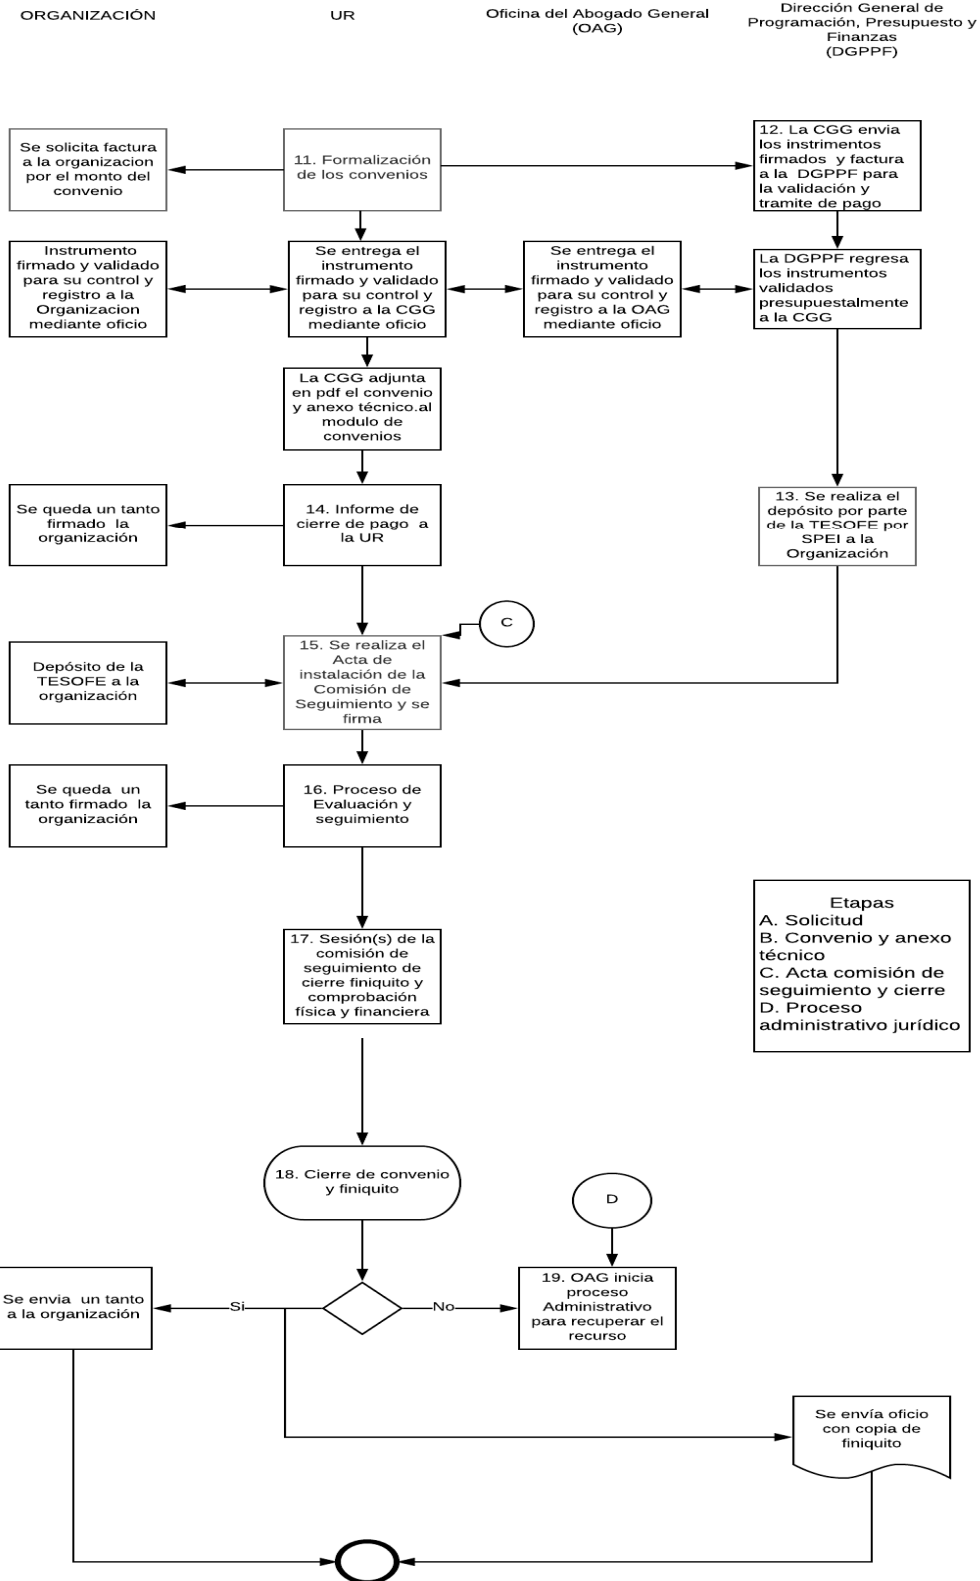 ORGANIZACIÓN
UR
Oficina del Abogado General
(OAG)
Dirección General de
Programación, Presupuesto y
Finanzas
(DGPPF)
Se solicita factura
a la organizacion
por el monto del
convenio
11. Formalización
de los convenios
12. La CGG envia
los instrimentos
firmados y factura
a la DGPPF para
la validación y
tramite de pago
Instrumento
firmado y validado
para su control y
registro a la
Organizacion
mediante oficio
Se entrega el
instrumento
firmado y validado
para su control y
registro a la CGG
mediante oficio
Se entrega el
instrumento
firmado y validado
para su control y
registro a la OAG
mediante oficio
La DGPPF regresa
los instrumentos
validados
presupuestalmente
a la CGG
La CGG adjunta
en pdf el convenio
y anexo técnico.al
modulo de
convenios
Se queda un tanto
firmado la
organización
14. Informe de
cierre de pago a
la UR
13. Se realiza el
depósito por parte
de la TESOFE por
SPEI a la
Organización
C
Depósito de la
TESOFE a la
organización
15. Se realiza el
Acta de
instalación de la
Comisión de
Seguimiento y se
firma
Se queda un
tanto firmado la
organización
16. Proceso de
Evaluación y
seguimiento
17. Sesión(s) de la
comisión de
seguimiento de
cierre finiquito y
comprobación
física y financiera
Etapas
A. Solicitud
B. Convenio y anexo
técnico
C. Acta comisión de
seguimiento y cierre
D. Proceso
administrativo jurídico
18. Cierre de convenio
y finiquito
D
Se envia un tanto
a la organización
Si
No
19. OAG inicia
proceso
Administrativo
para recuperar el
recurso
Se envía oficio
con copia de
finiquito